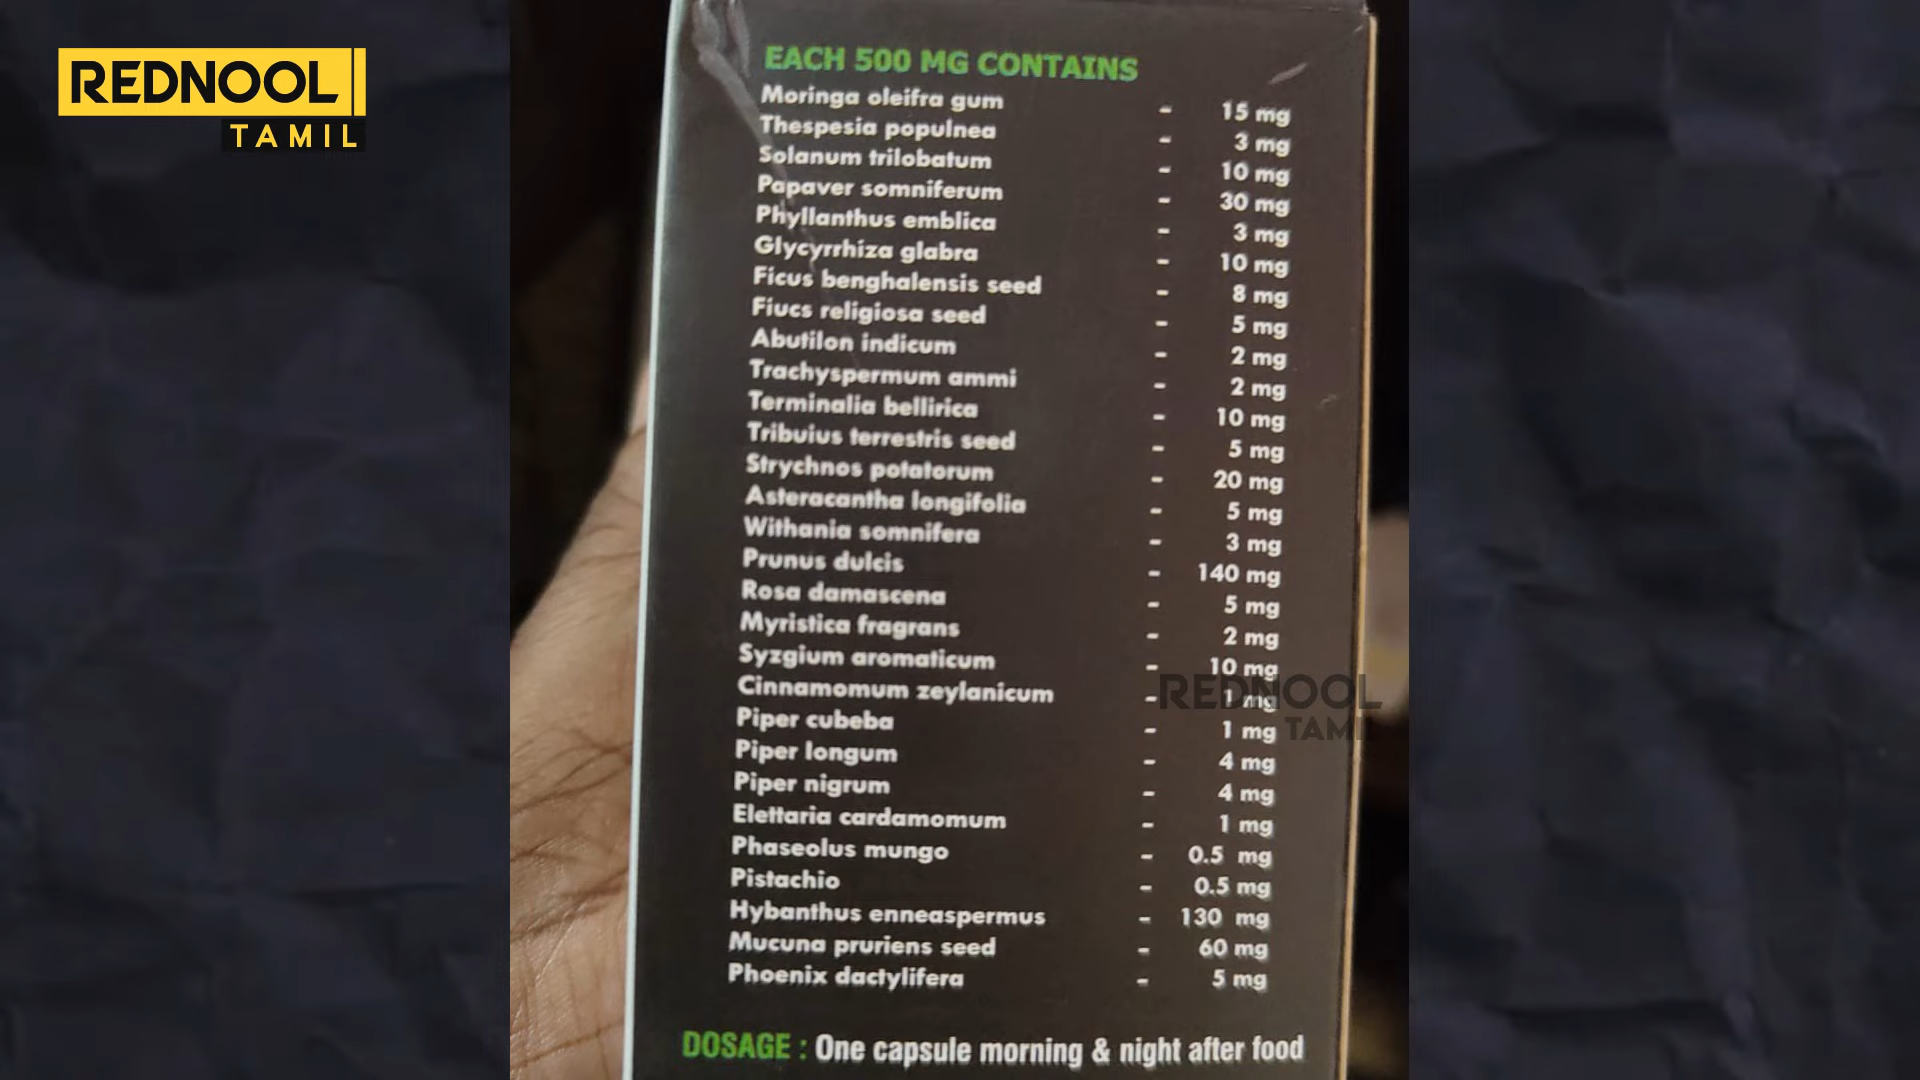 REDNOOL
TAMIL
EACH 500 MG CONTAINS
Moringa oleifra gum - 15 mg
Thespesia populnea - 3 mg
Solanum trilobatum - 10 mg
Papaver somniferum - 30 mg
Phyllanthus emblica - 3 mg
Glycyrrhiza glabra - 10 mg
Ficus benghalensis seed - 8 mg
Fiucs religiosa seed - 5 mg
Abutilon indicum - 2 mg
Trachyspermum ammi - 2 mg
Terminalia bellirica - 10 mg
Tribuius terrestris seed - 5 mg
Strychnos potatorum - 20 mg
Asteracantha longifolia - 5 mg
Withania somnifera - 3 mg
Prunus dulcis - 140 mg
Rosa damascena - 5 mg
Myristica fragrans - 2 mg
Syzgium aromaticum - 10 mg
Cinnamomum zeylanicum - 1 mg
Piper cubeba - 1 mg
Piper longum - 4 mg
Piper nigrum - 4 mg
Elettaria cardamomum - 1 mg
Phaseolus mungo - 0.5 mg
Pistachio - 0.5 mg
Hybanthus enneaspermus - 130 mg
Mucuna pruriens seed - 60 mg
Phoenix dactylifera - 5 mg
REDNOOL
TAMIL
DOSAGE : One capsule morning & night after food